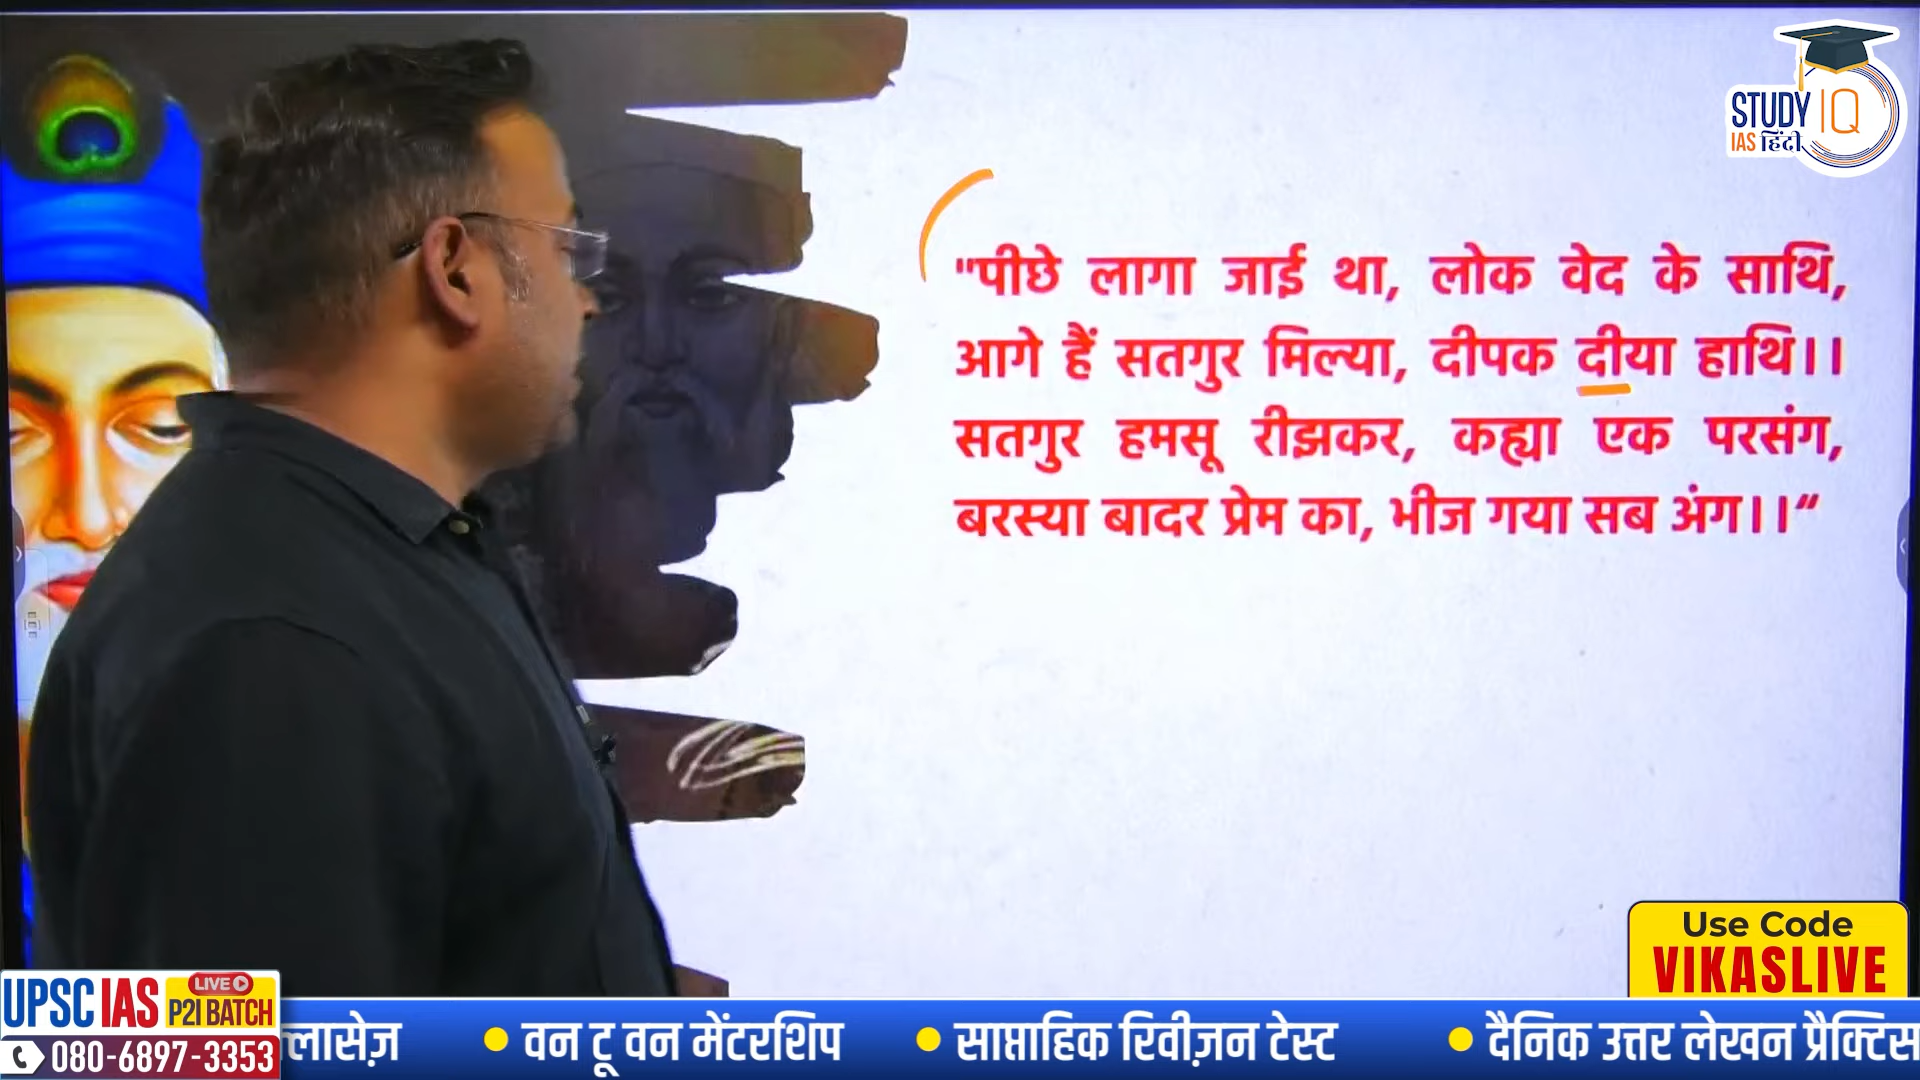 STUDY IQ
IAS हिंदी
"पीछे लागा जाई था, लोक वेद के साथि,
आगे हैं सतगुर मिल्या, दीपक दीया हाथि।।
सतगुर हमसू रीझकर, कह्या एक परसंग,
बरस्या बादर प्रेम का, भीज गया सब अंग।।“
Use Code
VIKASLIVE
UPSC IAS LIVE P2I BATCH
080-6897-3353
लासेज़ • वन टू वन मेंटरशिप • साप्ताहिक रिवीज़न टेस्ट • दैनिक उत्तर लेखन प्रैक्टिस